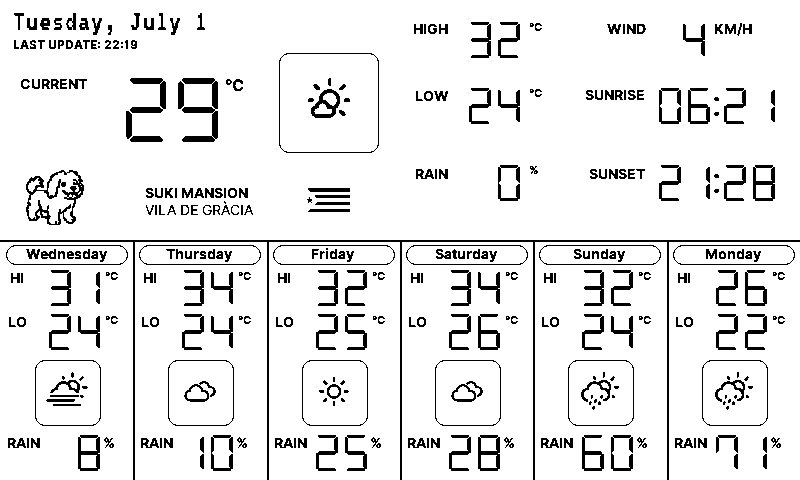 Tuesday, July 1
LAST UPDATE: 22:19
CURRENT 29 °C
HIGH 32 °C
LOW 24 °C
RAIN 0 %
WIND 4 KM/H
SUNRISE 06:21
SUNSET 21:28
SUKI MANSION
VILA DE GRÀCIA
Wednesday
HI 31 °C
LO 24 °C
RAIN 8 %
Thursday
HI 34 °C
LO 24 °C
RAIN 10 %
Friday
HI 32 °C
LO 25 °C
RAIN 25 %
Saturday
HI 34 °C
LO 26 °C
RAIN 28 %
Sunday
HI 32 °C
LO 24 °C
RAIN 60 %
Monday
HI 26 °C
LO 22 °C
RAIN 71 %